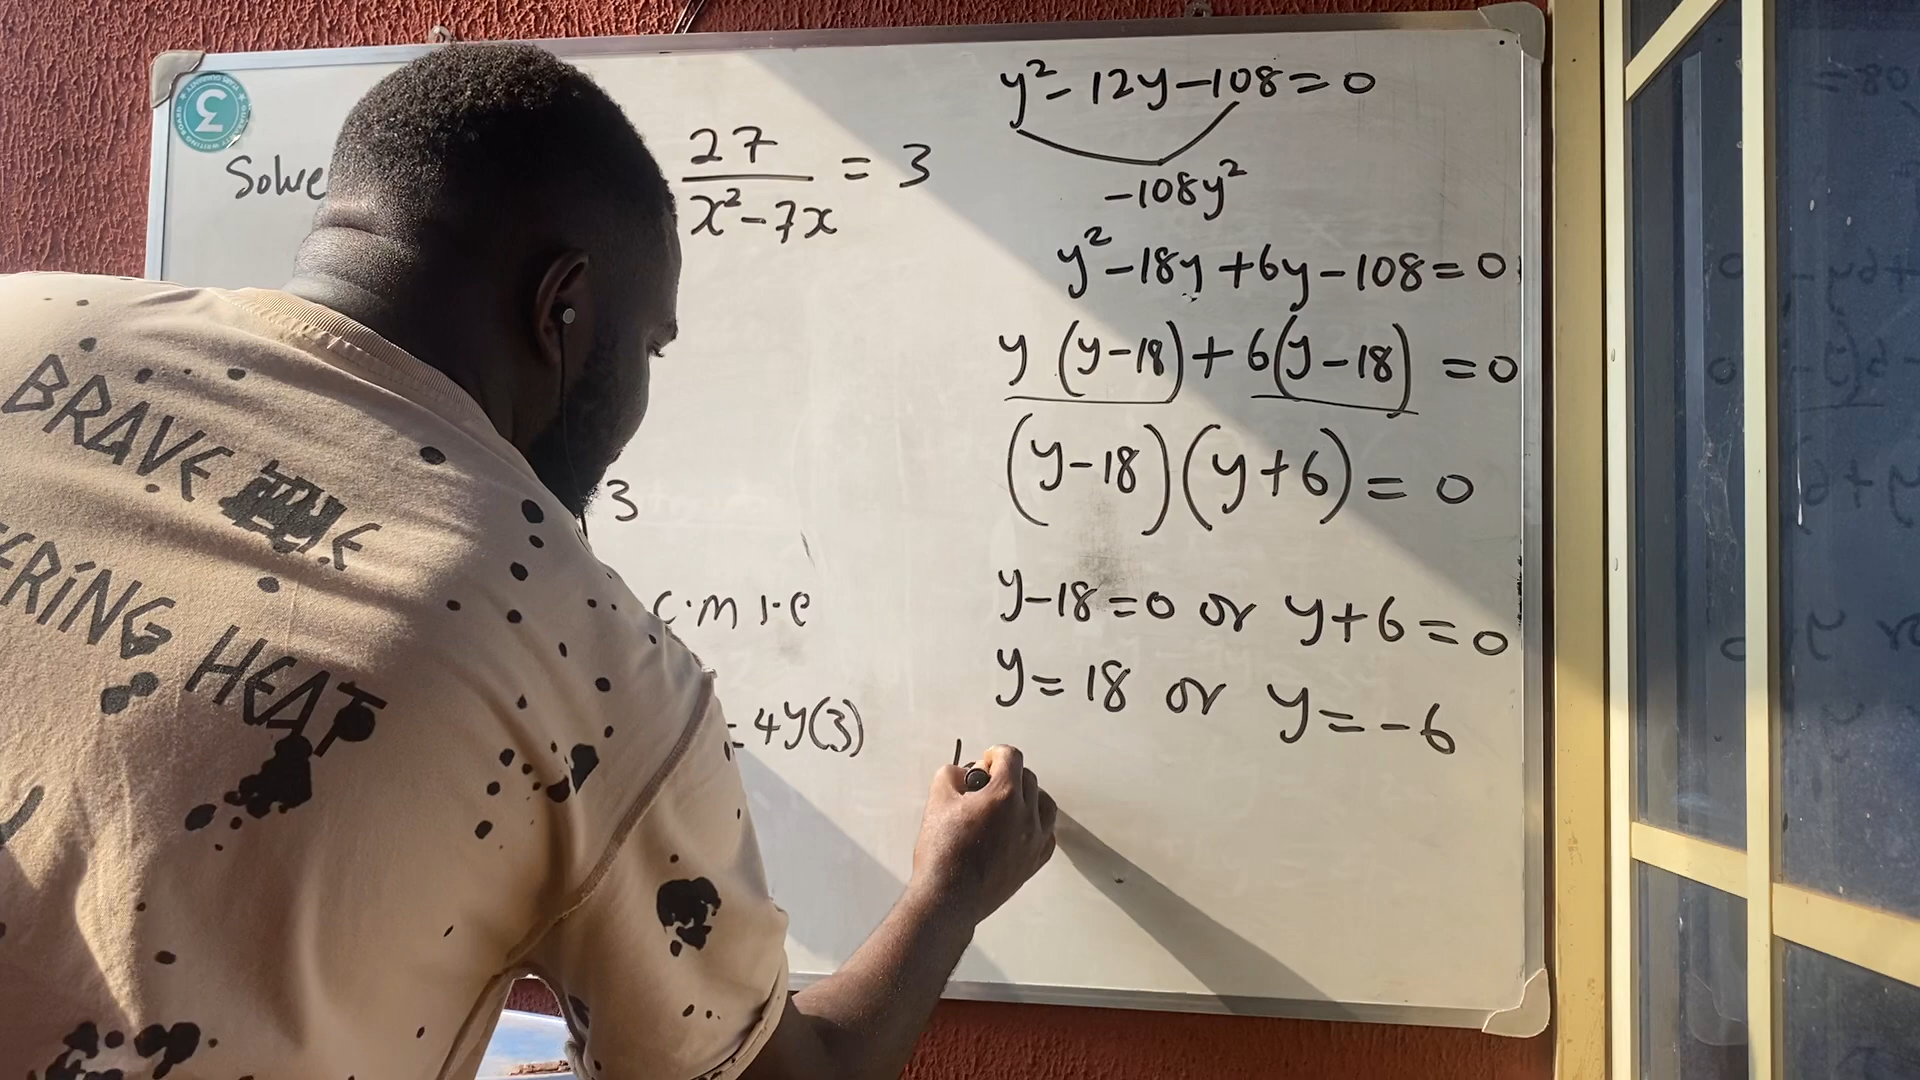 Solve 27/x² - 7x = 3
3
c.m i.e
= 4y(3)
y² - 12y - 108 = 0
-108y²
y² - 18y + 6y - 108 = 0
y (y - 18) + 6(y - 18) = 0
(y - 18) (y + 6) = 0
y - 18 = 0 or y + 6 = 0
y = 18 or y = -6
BRAVE THE
HEAT